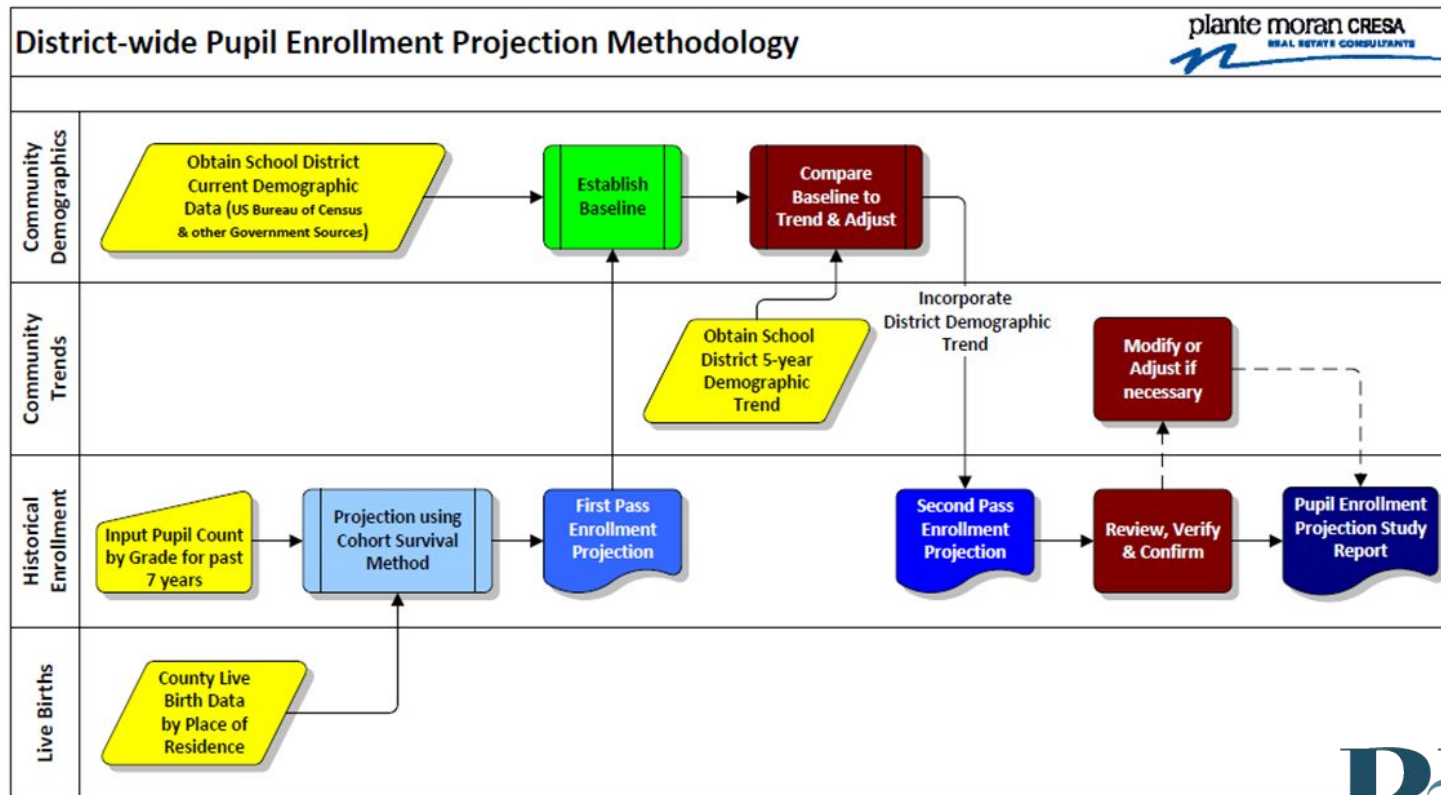 District-wide Pupil Enrollment Projection Methodology
plante moran CRESA
REAL ESTATE CONSULTANTS
Community
Demographics
Obtain School District
Current Demographic
Data (US Bureau of Census
& other Government Sources)
Establish
Baseline
Compare
Baseline to
Trend & Adjust
Community
Trends
Obtain School
District 5-year
Demographic
Trend
Incorporate
District Demographic
Trend
Modify or
Adjust if
necessary
Historical
Enrollment
Input Pupil Count
by Grade for past
7 years
Projection using
Cohort Survival
Method
First Pass
Enrollment
Projection
Second Pass
Enrollment
Projection
Review, Verify
& Confirm
Pupil Enrollment
Projection Study
Report
Live Births
County Live
Birth Data
by Place of
Residence